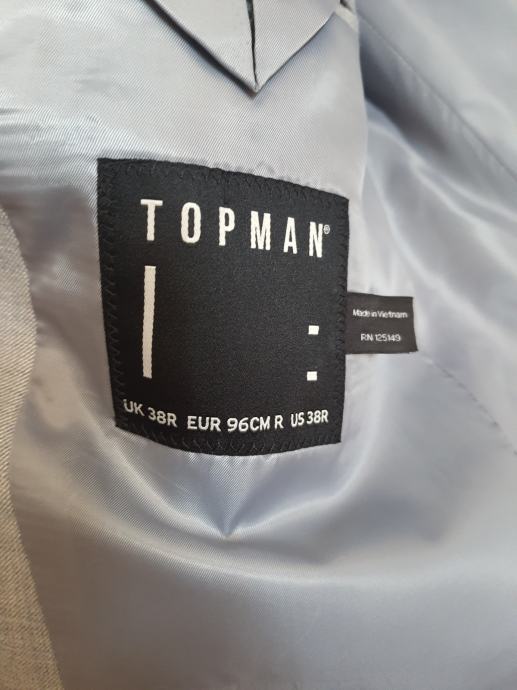 TOPMAN®
UK 38R EUR 96CM R US 38R
Made in Vietnam
RN 125149